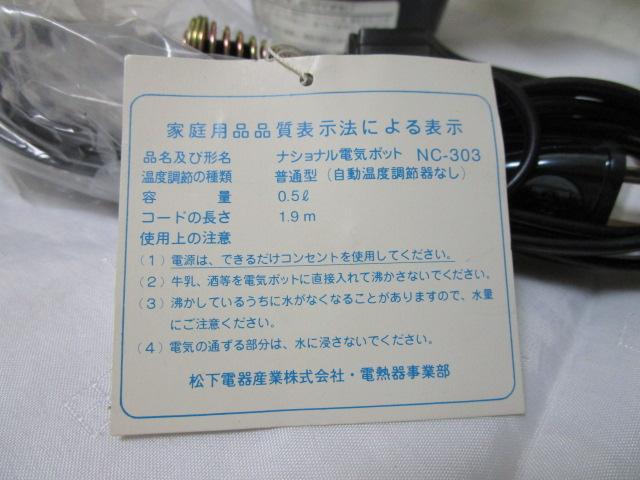 家庭用品品質表示法による表示
品名及び形名 ナショナル電気ポット NC-303
温度調節の種類 普通型(自動温度調節器なし)
容量 0.5ℓ
コードの長さ 1.9m
使用上の注意
(1) 電源は、できるだけコンセントを使用してください。
(2) 牛乳、酒等を電気ポットに直接入れて沸かさないでください。
(3) 沸かしているうちに水がなくなることがありますので、水量
にご注意ください。
(4) 電気の通ずる部分は、水に浸さないでください。
松下電器産業株式会社・電熱器事業部